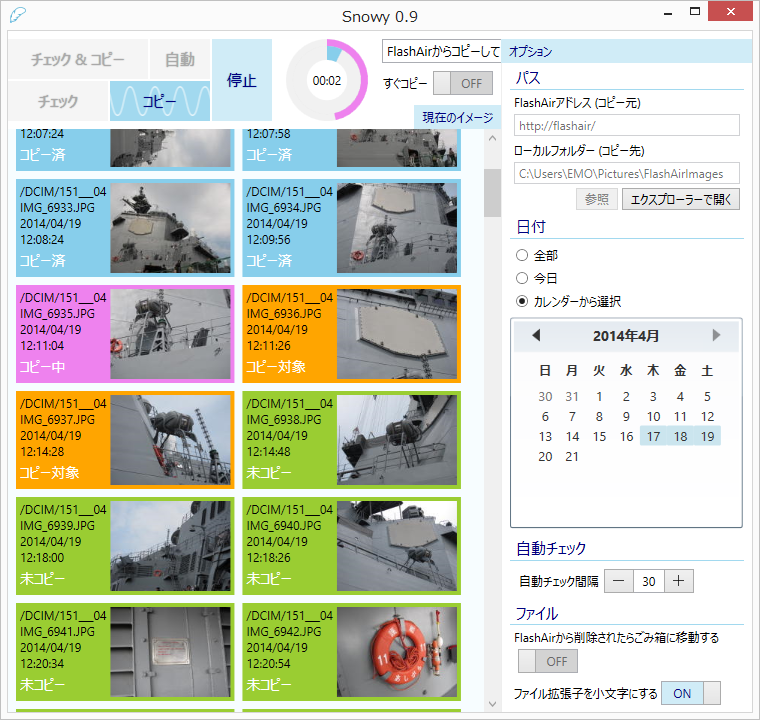 Snowy 0.9
チェック & コピー
自動
停止
チェック
コピー
00:02
FlashAirからコピーして
すぐコピー
OFF
現在のイメージ
12:07:24
コピー済
12:07:58
コピー済
/DCIM/151___04
IMG_6933.JPG
2014/04/19
12:08:24
コピー済
/DCIM/151___04
IMG_6934.JPG
2014/04/19
12:09:56
コピー済
/DCIM/151___04
IMG_6935.JPG
2014/04/19
12:11:04
コピー中
/DCIM/151___04
IMG_6936.JPG
2014/04/19
12:11:26
コピー対象
/DCIM/151___04
IMG_6937.JPG
2014/04/19
12:14:28
コピー対象
/DCIM/151___04
IMG_6938.JPG
2014/04/19
12:14:48
未コピー
/DCIM/151___04
IMG_6939.JPG
2014/04/19
12:18:00
未コピー
/DCIM/151___04
IMG_6940.JPG
2014/04/19
12:18:26
未コピー
/DCIM/151___04
IMG_6941.JPG
2014/04/19
12:20:34
未コピー
/DCIM/151___04
IMG_6942.JPG
2014/04/19
12:20:54
未コピー
オプション
パス
FlashAirアドレス (コピー元)
http://flashair/
ローカルフォルダー (コピー先)
C:\Users\EMO\Pictures\FlashAirImages
参照
エクスプローラーで開く
日付
全部
今日
カレンダーから選択
2014年4月
日 月 火 水 木 金 土
30 31 1 2 3 4 5
6 7 8 9 10 11 12
13 14 15 16 17 18 19
20 21
自動チェック
自動チェック間隔
30
ファイル
FlashAirから削除されたらごみ箱に移動する
OFF
ファイル拡張子を小文字にする
ON